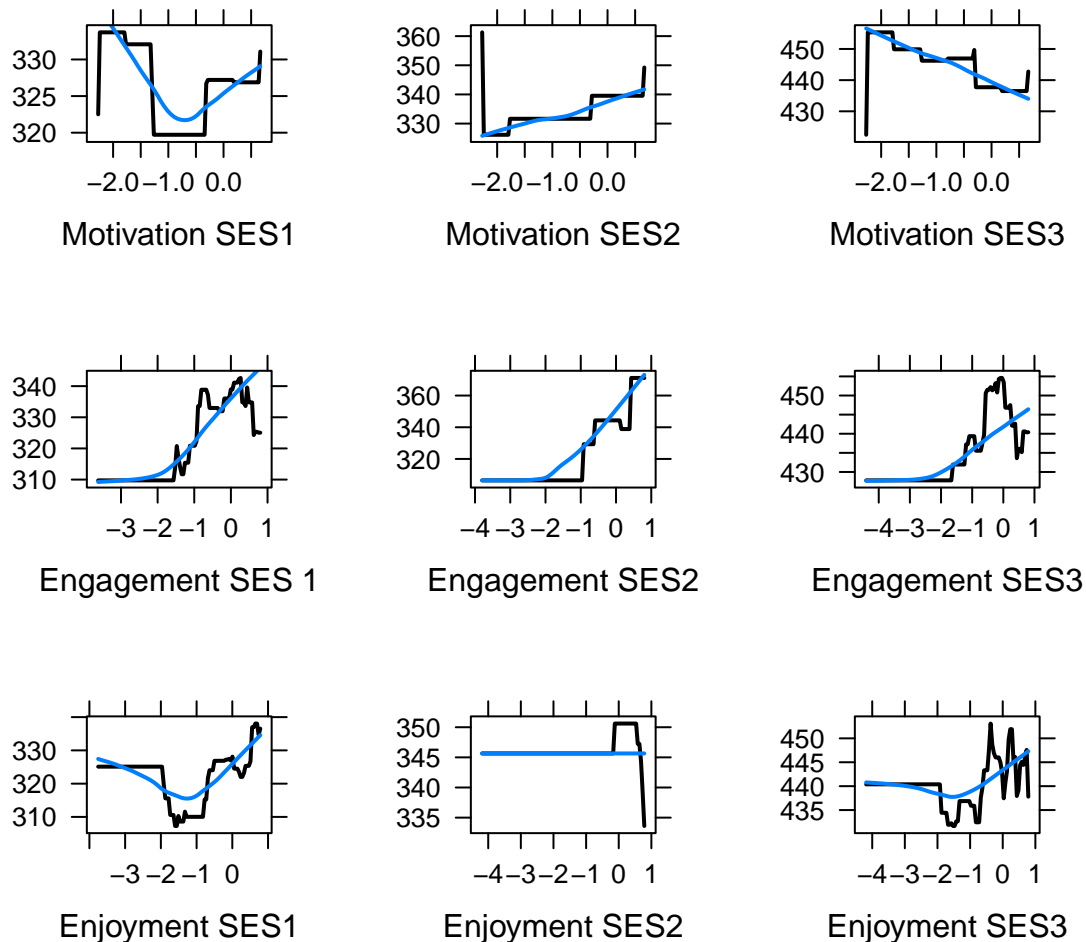 330
325
320
−2.0 −1.0 0.0
Motivation SES1
360
350
340
330
−2.0 −1.0 0.0
Motivation SES2
450
440
430
−2.0 −1.0 0.0
Motivation SES3
340
330
320
310
−3 −2 −1 0 1
Engagement SES 1
360
340
320
−4 −3 −2 −1 0 1
Engagement SES2
450
440
430
−4 −3 −2 −1 0 1
Engagement SES3
330
320
310
−3 −2 −1 0
Enjoyment SES1
350
345
340
335
−4 −3 −2 −1 0 1
Enjoyment SES2
450
445
440
435
−4 −3 −2 −1 0 1
Enjoyment SES3